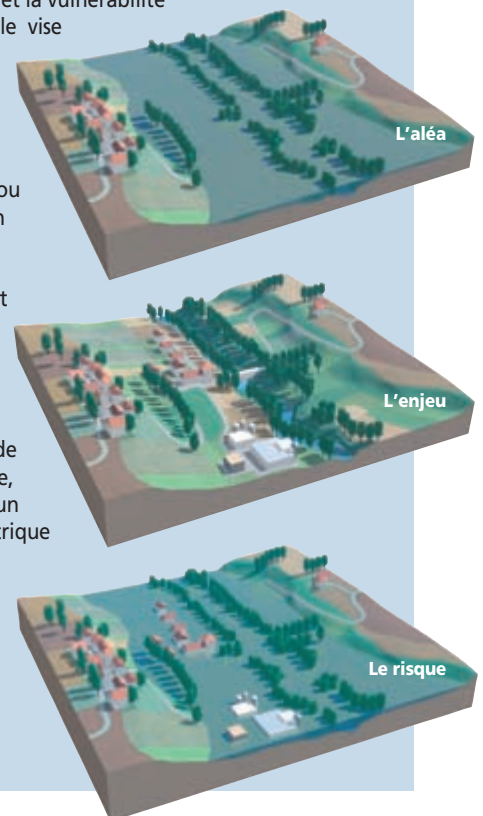 et la vulnérabilité
le vise
L'aléa
ou
n
t
L'enjeu
de
e,
un
trique
Le risque